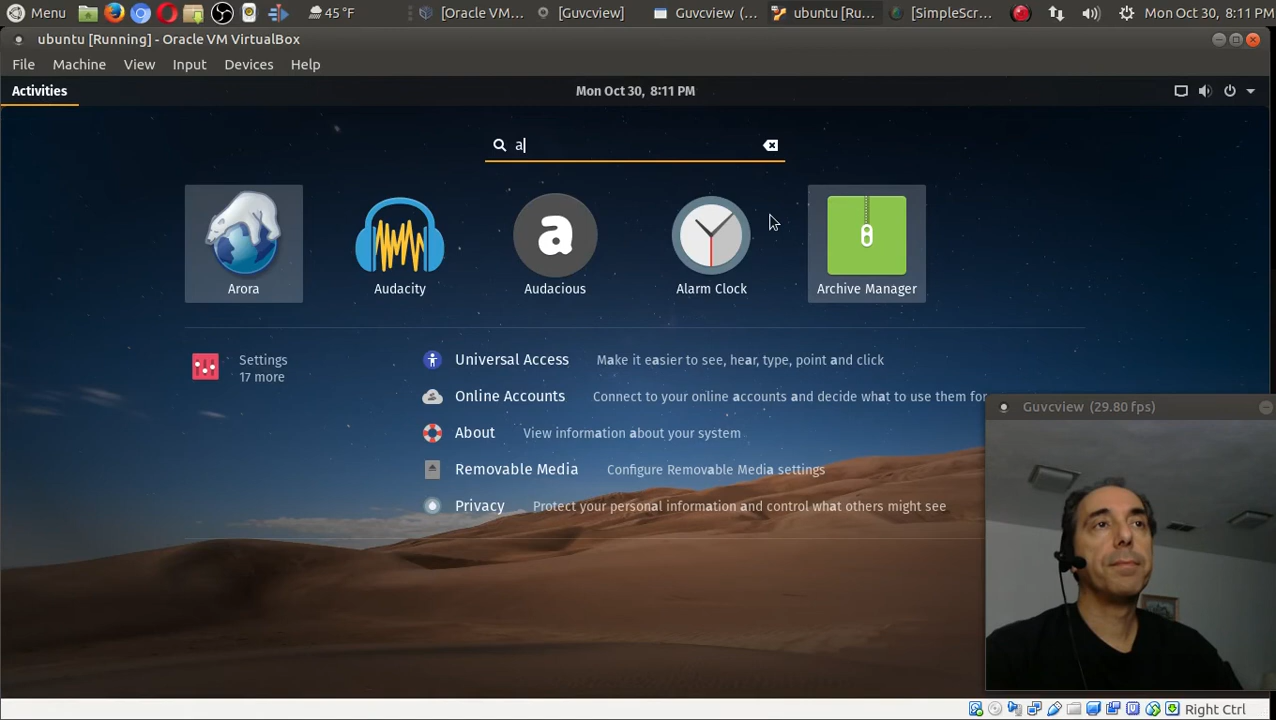 Menu 45 °F [Oracle VM... [Guvcview] Guvcview (... ubuntu [Ru... [SimpleScr... Mon Oct 30, 8:11 PM
ubuntu [Running] - Oracle VM VirtualBox
File Machine View Input Devices Help
Activities Mon Oct 30, 8:11 PM
a
Arora Audacity Audacious Alarm Clock Archive Manager
Settings
17 more
Universal Access Make it easier to see, hear, type, point and click
Online Accounts Connect to your online accounts and decide what to use them for
About View information about your system
Removable Media Configure Removable Media settings
Privacy Protect your personal information and control what others might see
Guvcview (29.80 fps)
Right Ctrl